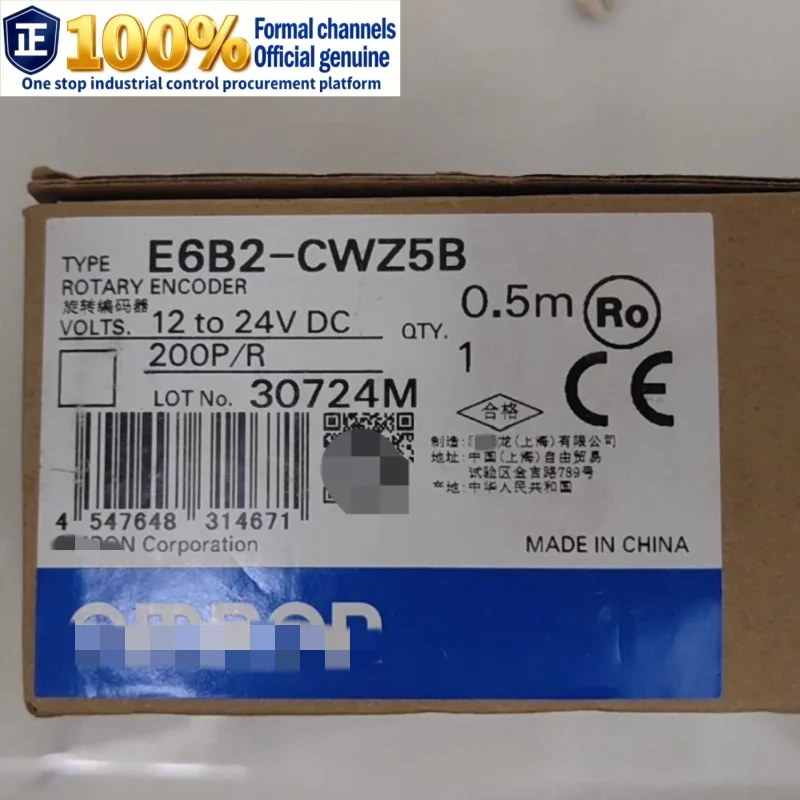 正 100% Formal channels
Official genuine
One stop industrial control procurement platform
TYPE E6B2-CWZ5B
ROTARY ENCODER
旋转编码器
0.5m Ro
VOLTS. 12 to 24V DC
QTY. 1
200P/R
CE
LOT No. 30724M
合格
制造: 龙(上海)有限公司
地址: 中国(上海)自由贸易
试验区金吉路789号
产地: 中华人民共和国
4 547648 314671
Corporation
MADE IN CHINA